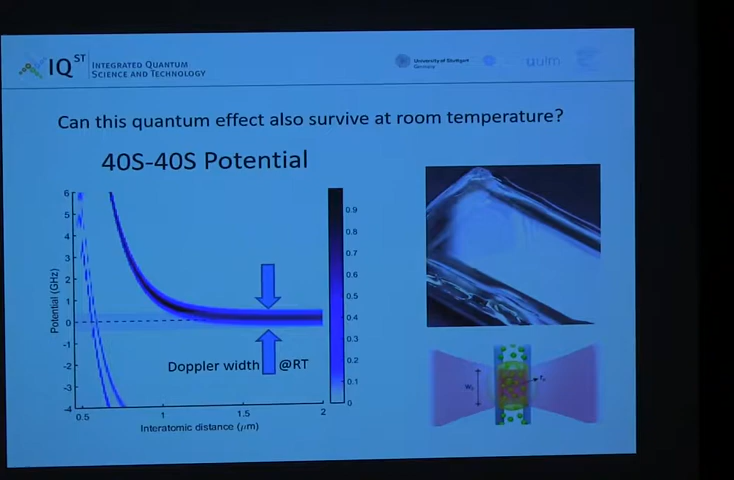 IQ ST
INTEGRATED QUANTUM
SCIENCE AND TECHNOLOGY
University of Stuttgart
Germany
uulm
Can this quantum effect also survive at room temperature?
40S-40S Potential
6
5
4
3
2
1
0
-1
-2
-3
-4
Potential (GHz)
0.5
1
1.5
2
Interatomic distance (μm)
Doppler width @RT
0.9
0.8
0.7
0.6
0.5
0.4
0.3
0.2
0.1
0